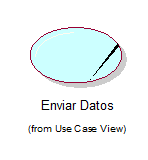 Enviar Datos
(from Use Case View)